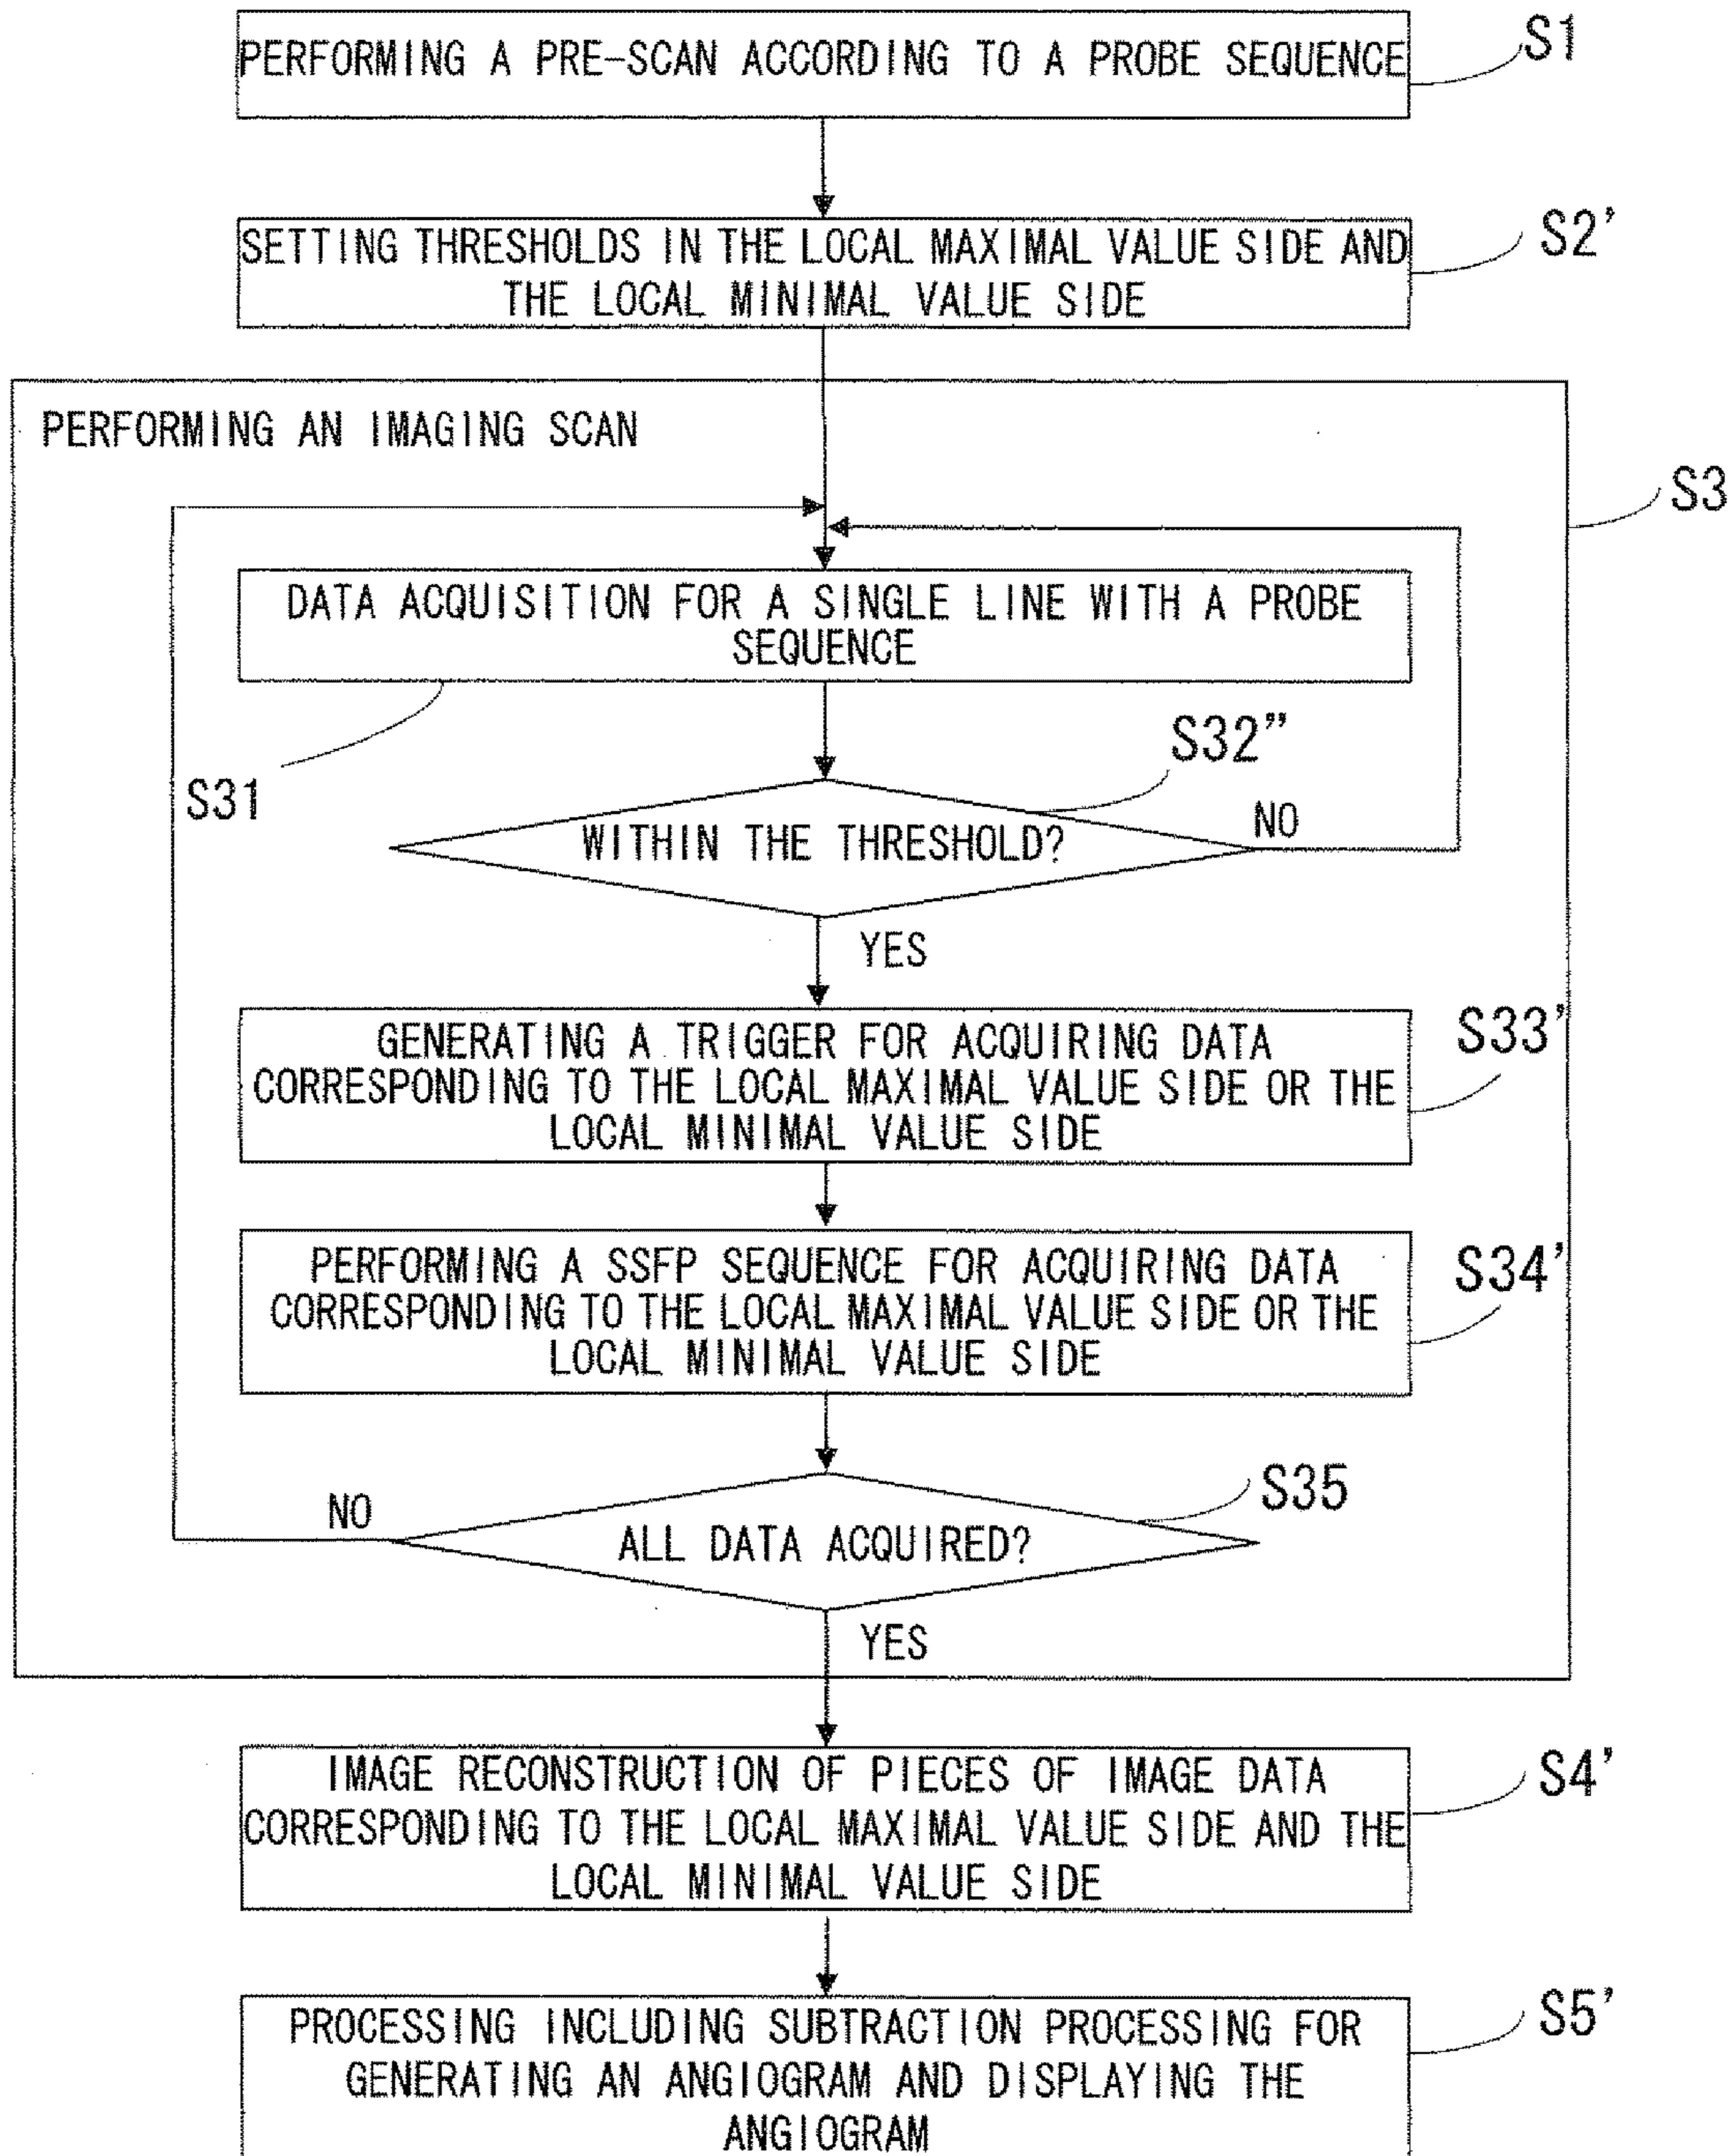 PERFORMING A PRE-SCAN ACCORDING TO A PROBE SEQUENCE
S1
SETTING THRESHOLDS IN THE LOCAL MAXIMAL VALUE SIDE AND
THE LOCAL MINIMAL VALUE SIDE
S2'
PERFORMING AN IMAGING SCAN
S3
DATA ACQUISITION FOR A SINGLE LINE WITH A PROBE
SEQUENCE
S31
S32"
WITHIN THE THRESHOLD?
NO
YES
GENERATING A TRIGGER FOR ACQUIRING DATA
CORRESPONDING TO THE LOCAL MAXIMAL VALUE SIDE OR THE
LOCAL MINIMAL VALUE SIDE
S33'
PERFORMING A SSFP SEQUENCE FOR ACQUIRING DATA
CORRESPONDING TO THE LOCAL MAXIMAL VALUE SIDE OR THE
LOCAL MINIMAL VALUE SIDE
S34'
S35
NO
ALL DATA ACQUIRED?
YES
IMAGE RECONSTRUCTION OF PIECES OF IMAGE DATA
CORRESPONDING TO THE LOCAL MAXIMAL VALUE SIDE AND THE
LOCAL MINIMAL VALUE SIDE
S4'
PROCESSING INCLUDING SUBTRACTION PROCESSING FOR
GENERATING AN ANGIOGRAM AND DISPLAYING THE
ANGIOGRAM
S5'